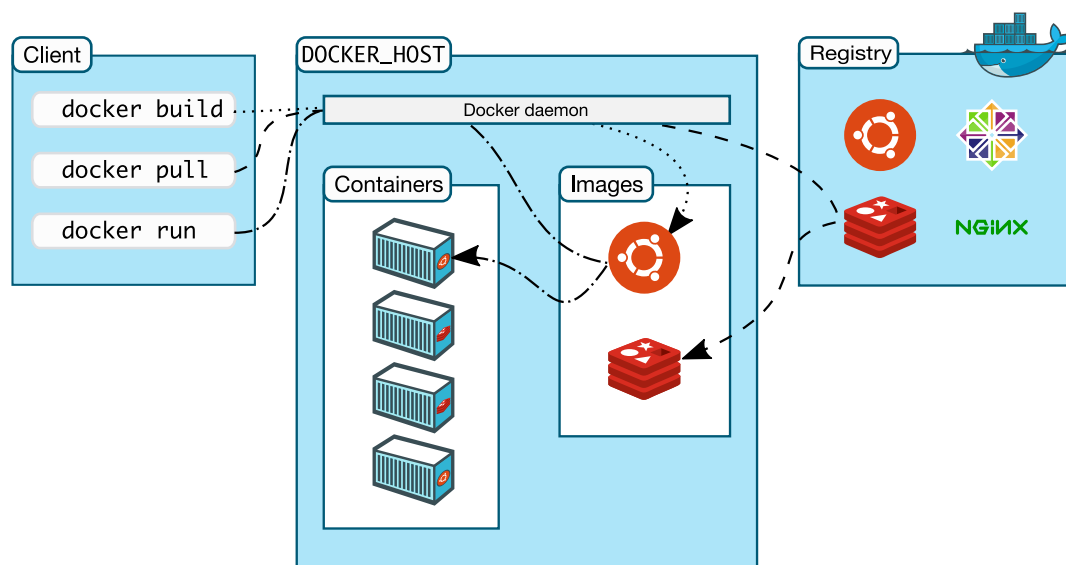 Client
docker build
docker pull
docker run
DOCKER_HOST
Docker daemon
Containers
Images
Registry
NGINX